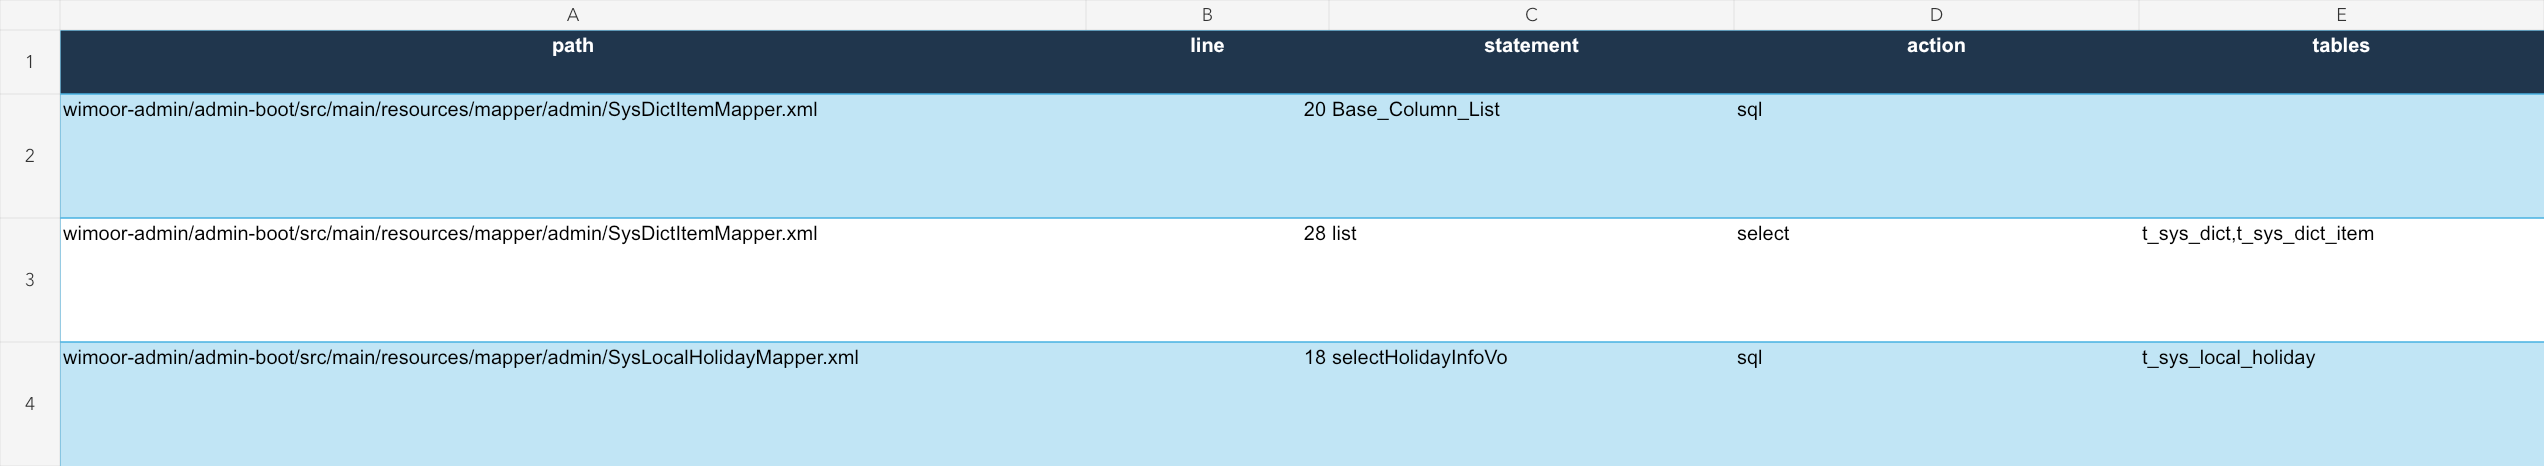 A B C D E
1 path line statement action tables
2 wimoor-admin/admin-boot/src/main/resources/mapper/admin/SysDictItemMapper.xml 20 Base_Column_List sql
3 wimoor-admin/admin-boot/src/main/resources/mapper/admin/SysDictItemMapper.xml 28 list select t_sys_dict,t_sys_dict_item
4 wimoor-admin/admin-boot/src/main/resources/mapper/admin/SysLocalHolidayMapper.xml 18 selectHolidayInfoVo sql t_sys_local_holiday